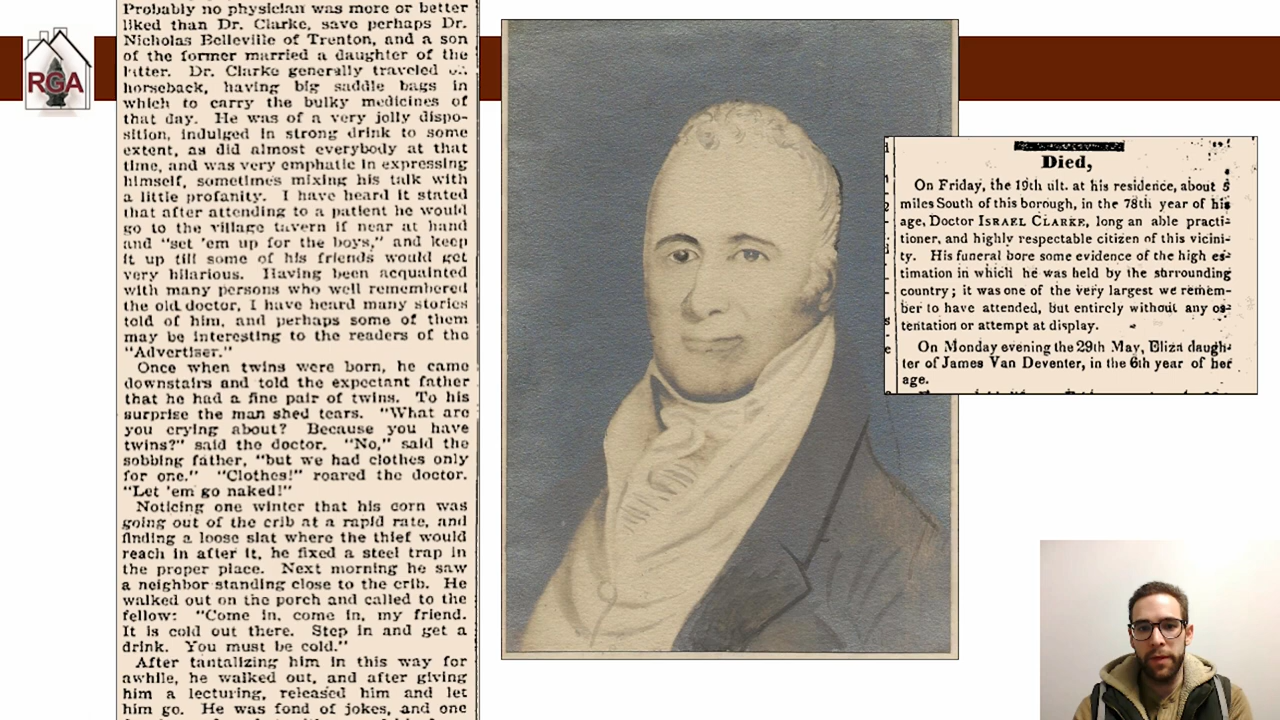 RGA
Probably no physician was more or better
liked than Dr. Clarke, save perhaps Dr.
Nicholas Belleville of Trenton, and a son
of the former married a daughter of the
latter. Dr. Clarke generally traveled on
horseback, having big saddle bags in
which to carry the bulky medicines of
that day. He was of a very jolly dispo-
sition, indulged in strong drink to some
extent, as did almost everybody at that
time, and was very emphatic in expressing
himself, sometimes mixing his talk with
a little profanity. I have heard it stated
that after attending to a patient he would
go to the village tavern if near at hand
and "set 'em up for the boys," and keep
it up till some of his friends would get
very hilarious. Having been acquainted
with many persons who well remembered
the old doctor, I have heard many stories
told of him, and perhaps some of them
may be interesting to the readers of the
"Advertiser."
Once when twins were born, he came
downstairs and told the expectant father
that he had a fine pair of twins. To his
surprise the man shed tears. "What are
you crying about? Because you have
twins?" said the doctor. "No," said the
sobbing father, "but we had clothes only
for one." "Clothes!" roared the doctor.
"Let 'em go naked!"
Noticing one winter that his corn was
going out of the crib at a rapid rate, and
finding a loose slat where the thief would
reach in after it, he fixed a steel trap in
the proper place. Next morning he saw
a neighbor standing close to the crib. He
walked out on the porch and called to the
fellow: "Come in, come in, my friend.
It is cold out there. Step in and get a
drink. You must be cold."
After tantalizing him in this way for
awhile, he walked out, and after giving
him a lecturing, released him and let
him go. He was fond of jokes, and one
Died,
On Friday, the 19th ult. at his residence, about 5
miles South of this borough, in the 78th year of his
age, Doctor ISRAEL CLARKE, long an able practi-
tioner, and highly respectable citizen of this vicini-
ty. His funeral bore some evidence of the high es-
timation in which he was held by the surrounding
country; it was one of the very largest we remem-
ber to have attended, but entirely without any os-
tentation or attempt at display.
On Monday evening the 29th May, Eliza daugh-
ter of James Van Deventer, in the 6th year of her
age.